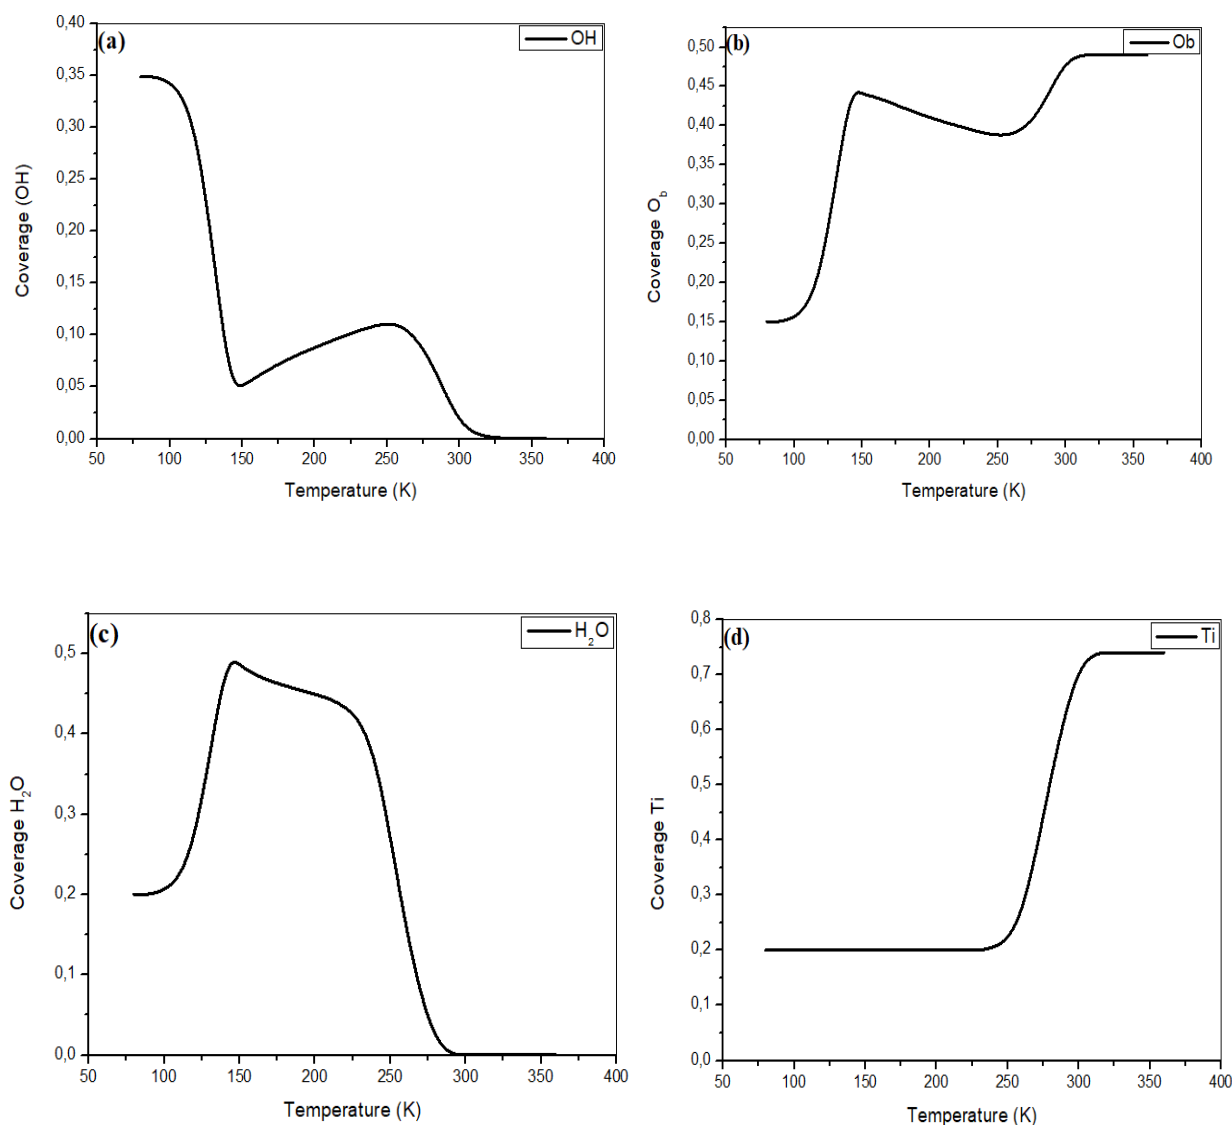 (a)
OH
0,40
0,35
0,30
0,25
0,20
0,15
0,10
0,05
0,00
Coverage (OH)
50 100 150 200 250 300 350 400
Temperature (K)
(b)
Ob
0,50
0,45
0,40
0,35
0,30
0,25
0,20
0,15
0,10
0,05
0,00
Coverage O_b
50 100 150 200 250 300 350 400
Temperature (K)
(c)
H₂O
0,5
0,4
0,3
0,2
0,1
0,0
Coverage H₂O
50 100 150 200 250 300 350 400
Temperature (K)
(d)
Ti
0,8
0,7
0,6
0,5
0,4
0,3
0,2
0,1
0,0
Coverage Ti
50 100 150 200 250 300 350 400
Temperature (K)